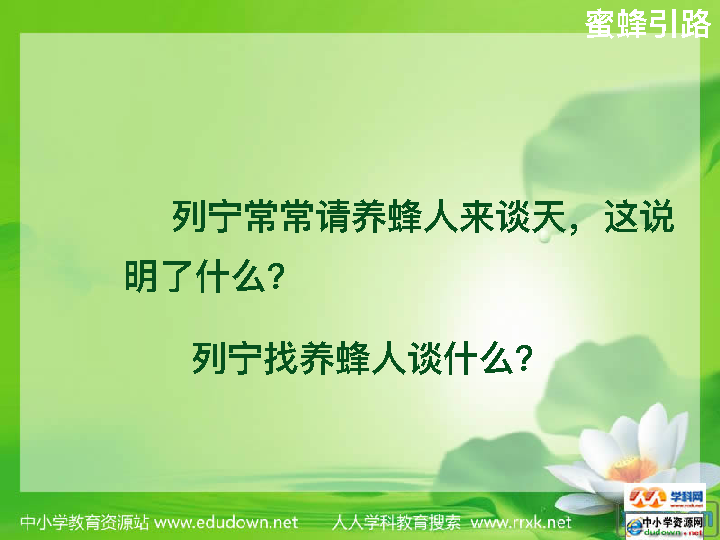 蜜蜂引路
列宁常常请养蜂人来谈天，这说
明了什么？
列宁找养蜂人谈什么？
中小学教育资源站 www.edudown.net 人人学科教育搜索 www.rrxk.net
学科网
www.rrxk.net
中小学资源网
edudown.net